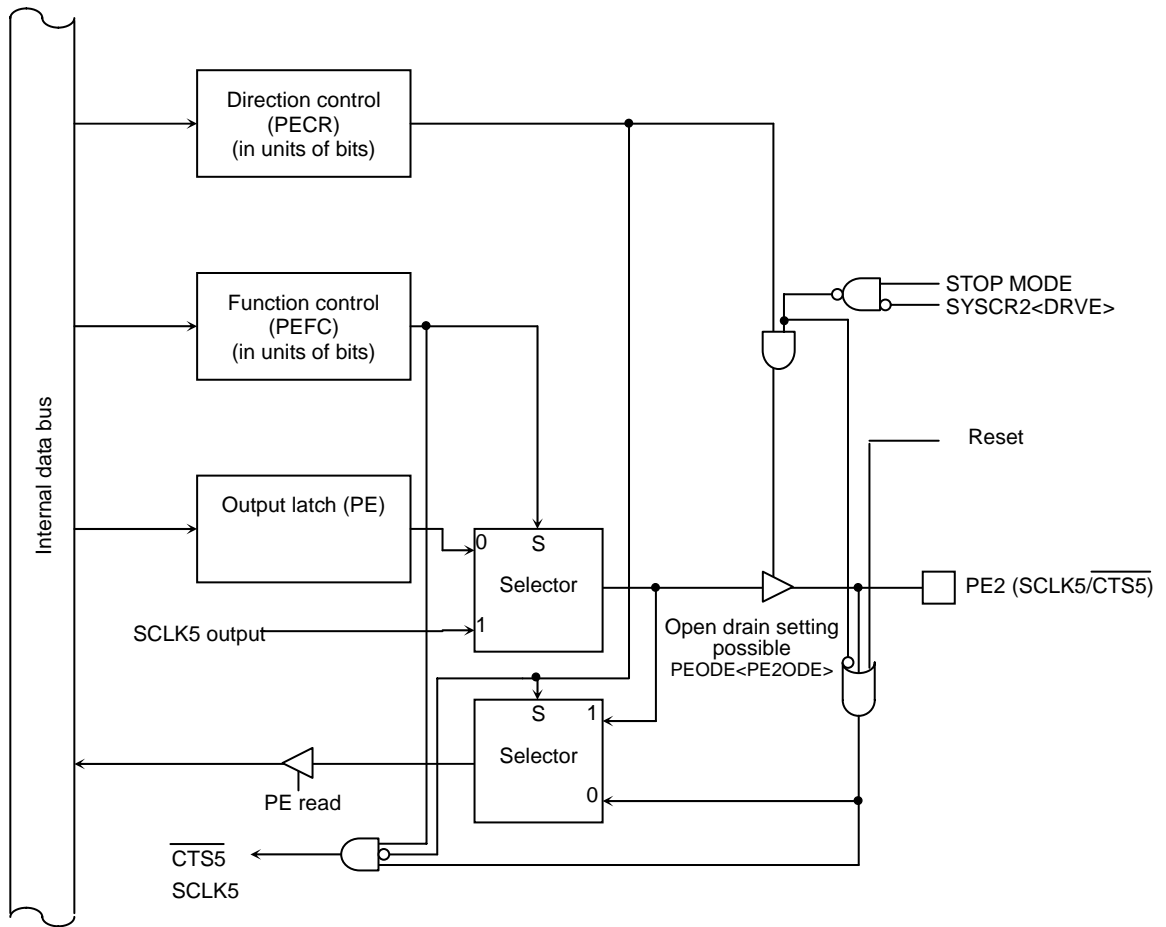 Direction control
(PECR)
(in units of bits)
STOP MODE
SYSCR2<DRVE>
Function control
(PEFC)
(in units of bits)
Internal data bus
Reset
Output latch (PE)
0
S
Selector
1
SCLK5 output
PE2 (SCLK5/CTS5)
Open drain setting
possible
PEODE<PE2ODE>
S
1
Selector
0
PE read
CTS5
SCLK5